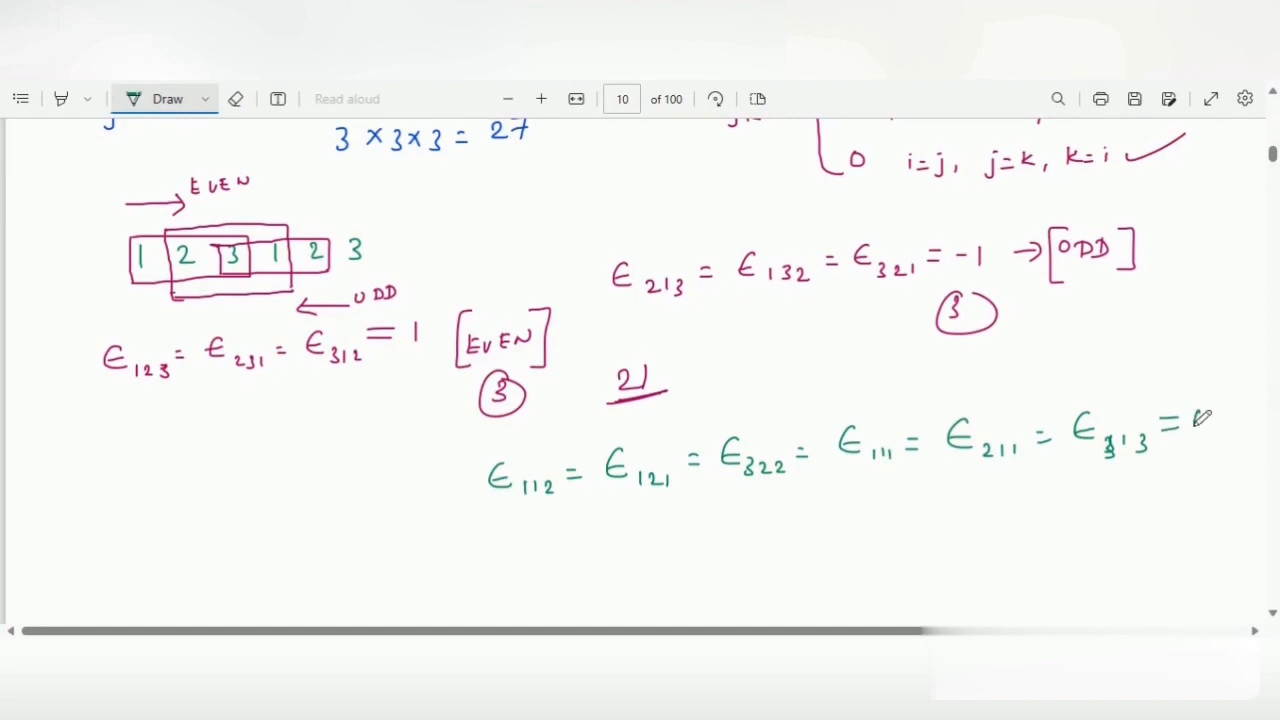 Draw
Read aloud
10 of 100
3 × 3 × 3 = 27
0 i=j, j=k, k=i ✓
EVEN
1 2 3 1 2 3
ODD
ϵ213 = ϵ132 = ϵ321 = -1 → [ODD]
3
ϵ123 = ϵ231 = ϵ312 = 1 [EVEN]
3
21
ϵ112 = ϵ121 = ϵ322 = ϵ111 = ϵ211 = ϵ313 =